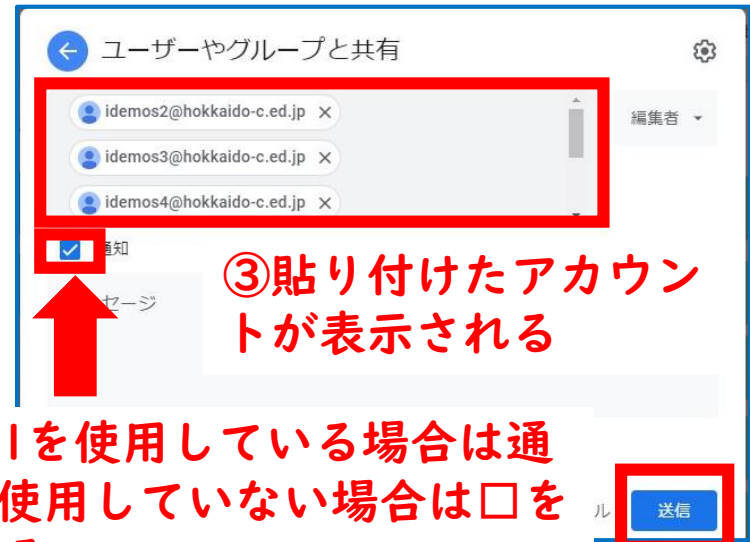 ユーザーやグループと共有
idemos2@hokkaido-c.ed.jp ×
編集者
idemos3@hokkaido-c.ed.jp ×
idemos4@hokkaido-c.ed.jp ×
通知
③貼り付けたアカウン
トが表示される
セージ
を使用している場合は通
使用していない場合は□を
ル
送信